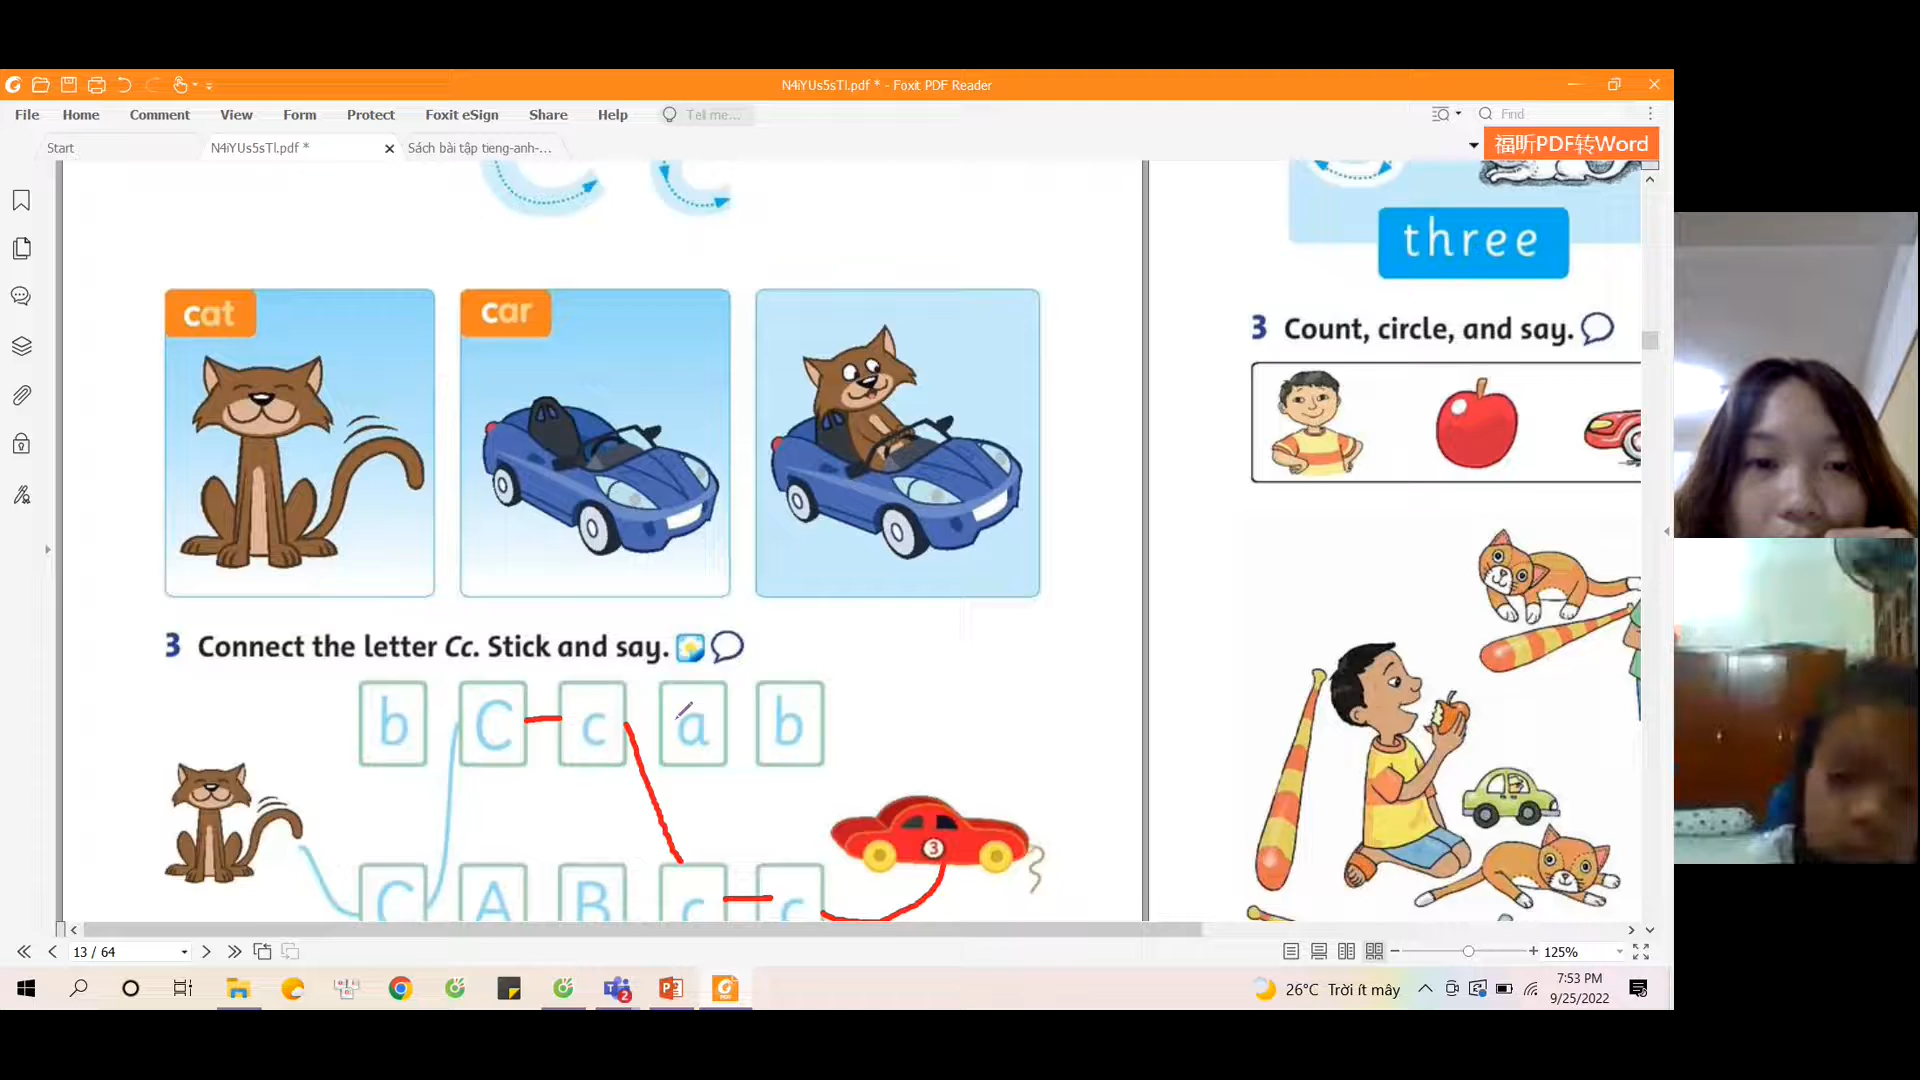 N4iYUs5sTl.pdf * - Foxit PDF Reader
File Home Comment View Form Protect Foxit eSign Share Help Tell me... Find
Start N4iYUs5sTl.pdf * Sách bài tập tieng-anh-...
福昕PDF转Word
three
cat car
3 Count, circle, and say.
3 Connect the letter Cc. Stick and say.
b C c a b
3
C A B c c
13 / 64
125%
26°C Trời ít mây
2
7:53 PM
9/25/2022